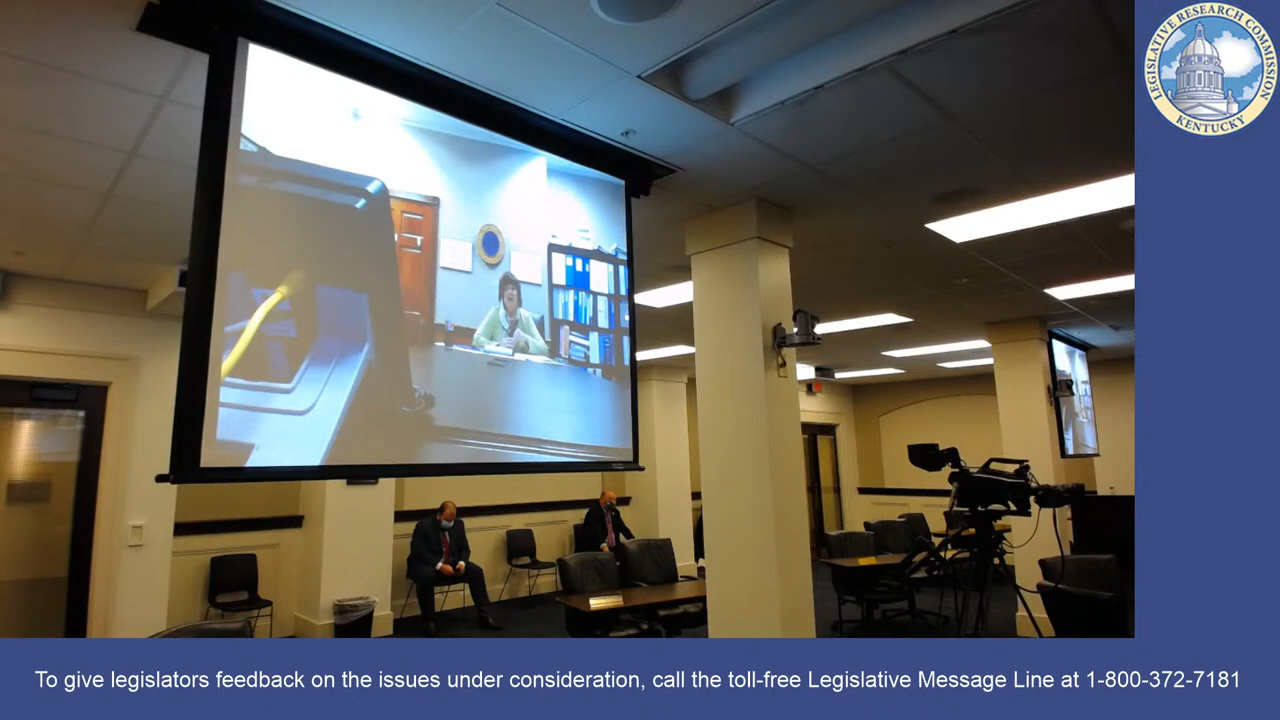 LEGISLATIVE RESEARCH COMMISSION
KENTUCKY
To give legislators feedback on the issues under consideration, call the toll-free Legislative Message Line at 1-800-372-7181